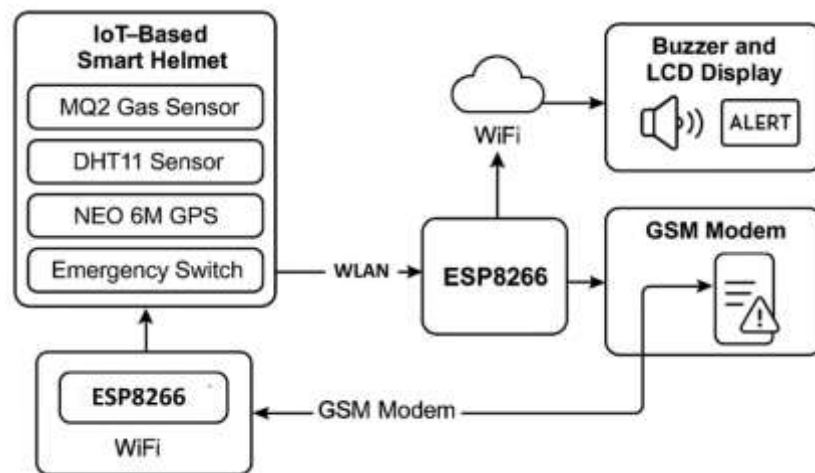 IoT–Based
Smart Helmet
MQ2 Gas Sensor
DHT11 Sensor
NEO 6M GPS
Emergency Switch
WLAN
ESP8266
WiFi
Buzzer and
LCD Display
ALERT
GSM Modem
ESP8266
WiFi
GSM Modem